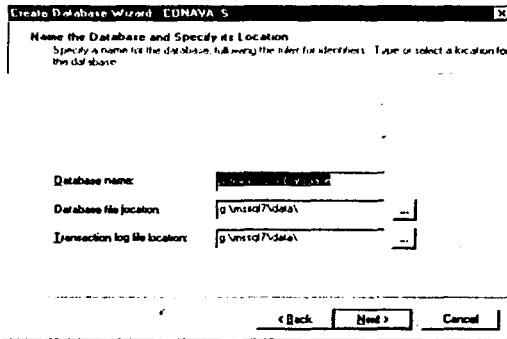 Create Database Wizard - CONAVA_S
Name the Database and Specify its Location
Specify a name for the database, following the rules for identifiers. Type or select a location for
the database
Database name:
Database file location: g:\mssql7\data\ ...
Transaction log file location: g:\mssql7\data\ ...
< Back Next > Cancel